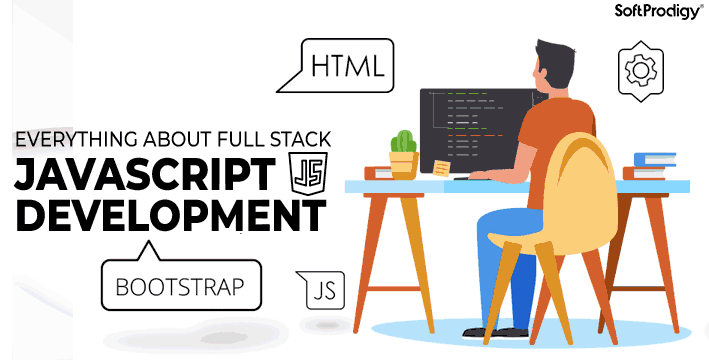 SoftProdigy
HTML
EVERYTHING ABOUT FULL STACK
JAVASCRIPT JS
DEVELOPMENT
BOOTSTRAP
JS